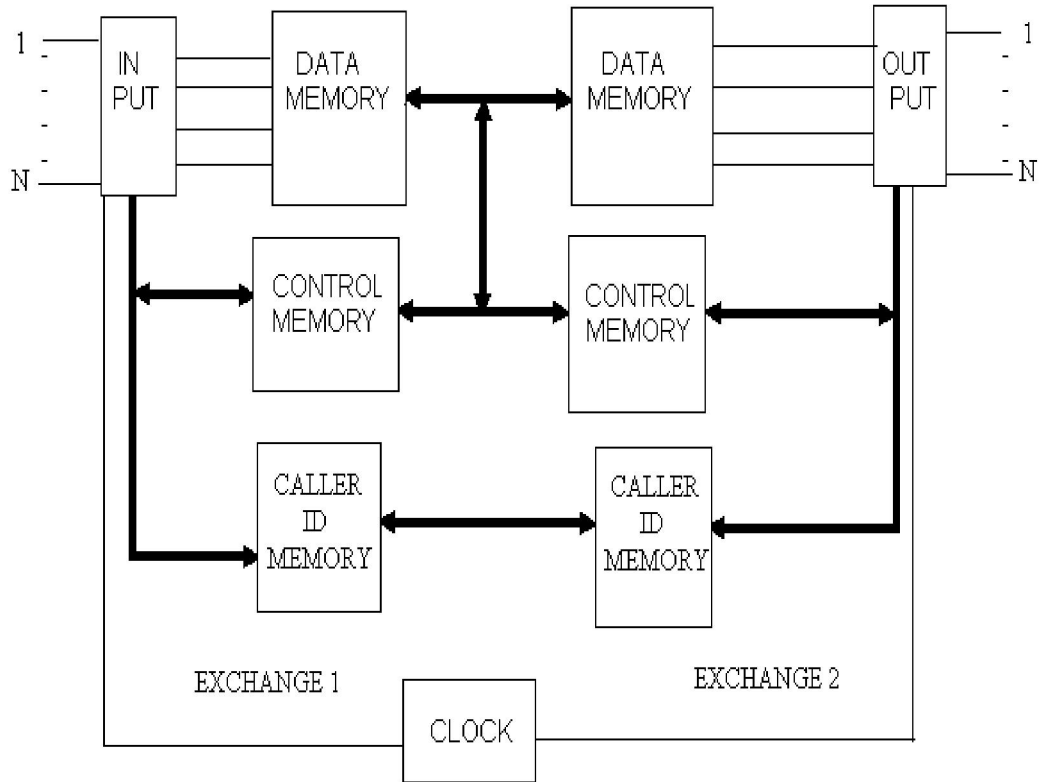 1
-
-
-
N
IN
PUT
DATA
MEMORY
DATA
MEMORY
OUT
PUT
1
-
-
-
-
N
CONTROL
MEMORY
CONTROL
MEMORY
CALLER
ID
MEMORY
CALLER
ID
MEMORY
EXCHANGE 1
EXCHANGE 2
CLOCK